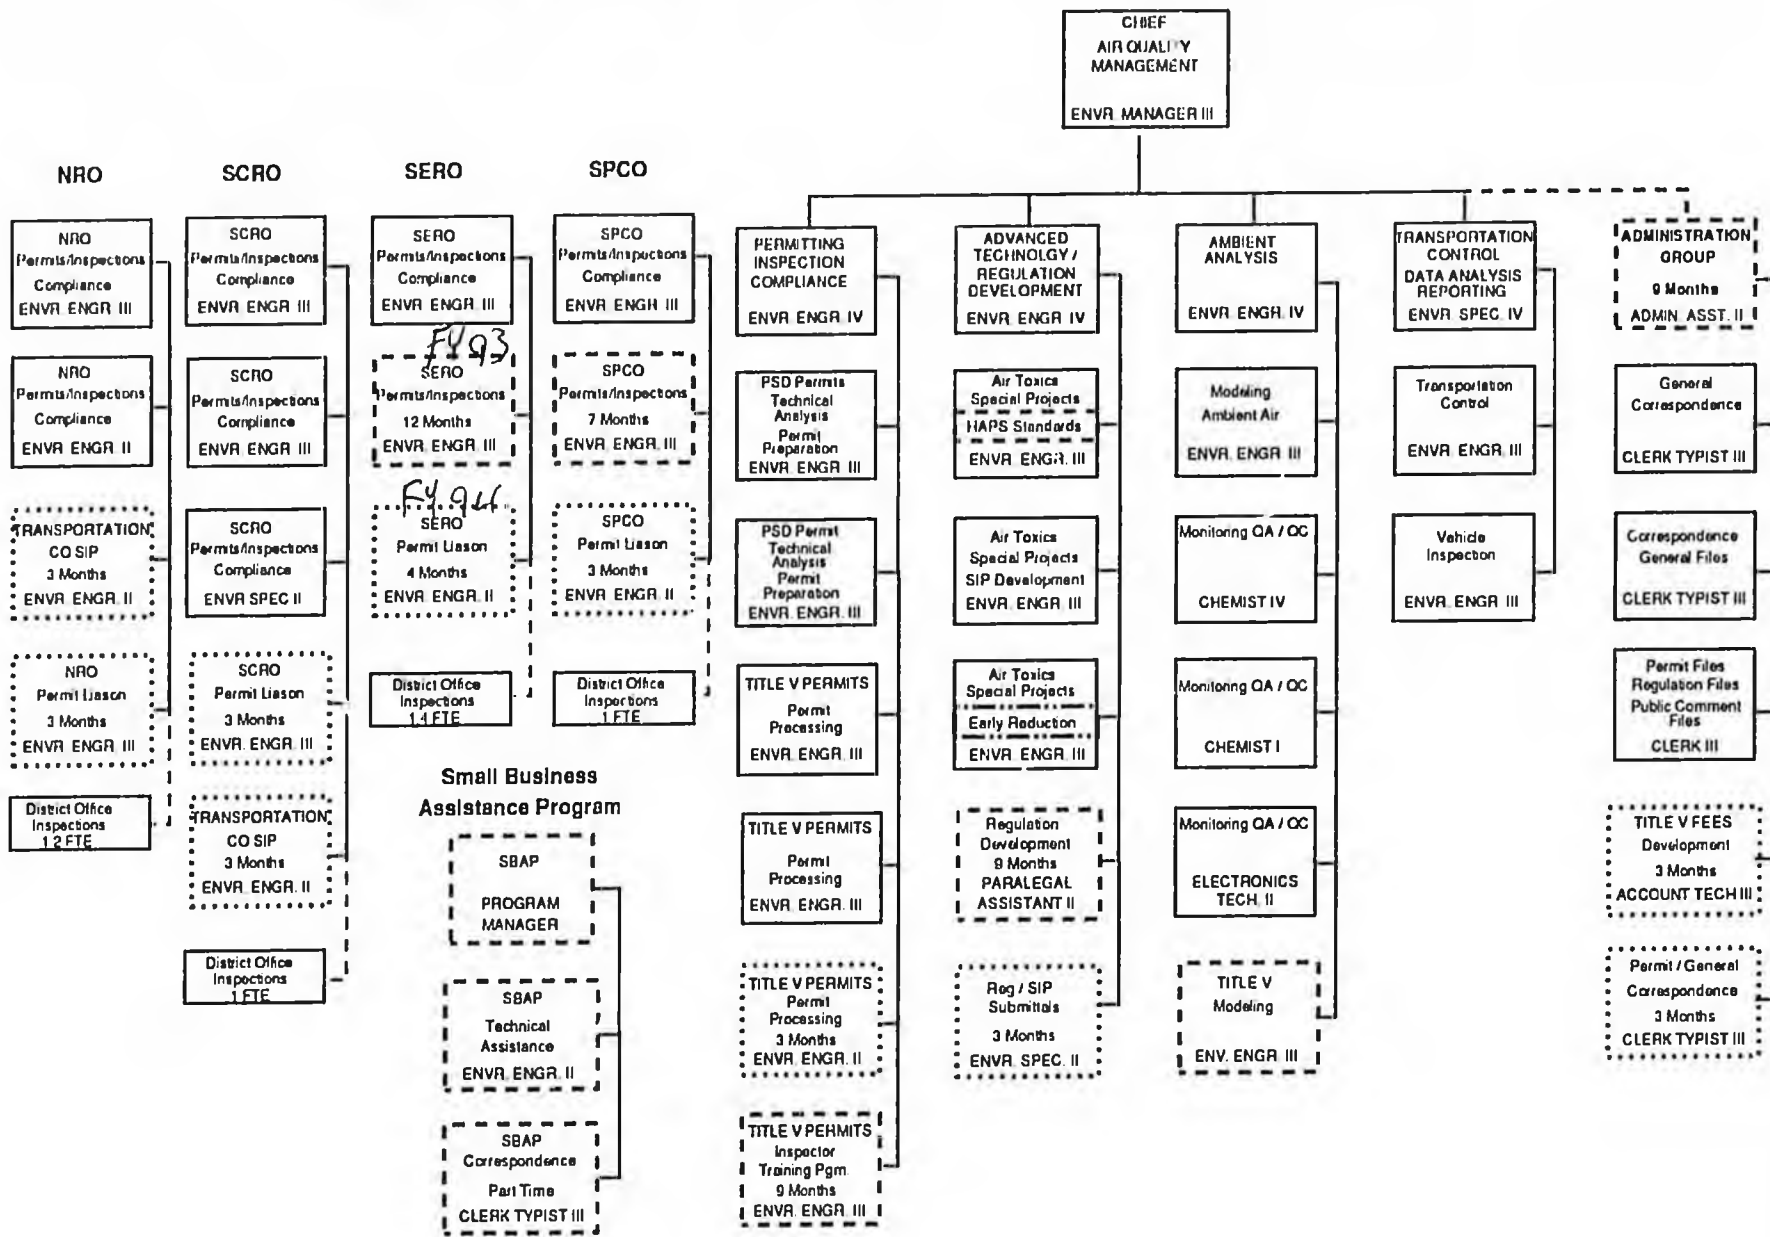 CHIEF
AIR QUALITY
MANAGEMENT
ENVR. MANAGER III
NRO
SCRO
SERO
SPCO
NRO
Permits/Inspections
Compliance
ENVR. ENGR. III
NRO
Permits/Inspections
Compliance
ENVR. ENGR. II
TRANSPORTATION
CO SIP
3 Months
ENVR. ENGR. II
NRO
Permit Liason
3 Months
ENVR. ENGR. III
District Office
Inspections
1.2 FTE
SCRO
Permits/Inspections
Compliance
ENVR. ENGR. III
SCRO
Permits/Inspections
Compliance
ENVR. ENGR. III
SCRO
Permits/Inspections
Compliance
ENVR SPEC II
SCRO
Permit Liason
3 Months
ENVR. ENGR. III
TRANSPORTATION
CO SIP
3 Months
ENVR. ENGR. II
District Office
Inspections
1 FTE
SERO
Permits/Inspections
Compliance
ENVR. ENGR. III
FY 93
SERO
Permits/Inspections
12 Months
ENVR. ENGR. III
FY 94
SERO
Permit Liason
4 Months
ENVR. ENGR. II
District Office
Inspections
1.1 FTE
SPCO
Permits/Inspections
Compliance
ENVR. ENGR III
SPCO
Permits/Inspections
7 Months
ENVR. ENGR. III
SPCO
Permit Liason
3 Months
ENVR. ENGR. II
District Office
Inspections
1 FTE
Small Business
Assistance Program
SBAP
PROGRAM
MANAGER
SBAP
Technical
Assistance
ENVR. ENGR. II
SBAP
Correspondence
Part Time
CLERK TYPIST III
PERMITTING
INSPECTION
COMPLIANCE
ENVR. ENGR IV
PSD Permits
Technical
Analysis
Permit
Preparation
ENVR. ENGR III
PSD Permit
Technical
Analysis
Permit
Preparation
ENVR. ENGR. III
TITLE V PERMITS
Permit
Processing
ENVR. ENGR III
TITLE V PERMITS
Permit
Processing
ENVR. ENGR. III
TITLE V PERMITS
Permit
Processing
3 Months
ENVR. ENGR. II
TITLE V PERMITS
Inspector
Training Pgm.
9 Months
ENVR. ENGR. III
ADVANCED
TECHNOLGY /
REGULATION
DEVELOPMENT
ENVR. ENGR IV
Air Toxics
Special Projects
HAPS Standards
ENVR. ENGR. III
Air Toxics
Special Projects
SIP Development
ENVR. ENGR. III
Air Toxics
Special Projects
Early Reduction
ENVR. ENGR. III
Regulation
Development
9 Months
PARALEGAL
ASSISTANT II
Reg / SIP
Submittals
3 Months
ENVR. SPEC. II
AMBIENT
ANALYSIS
ENVR. ENGR. IV
Modeling
Ambient Air
ENVR. ENGR III
Monitoring QA / QC
CHEMIST IV
Monitoring QA / QC
CHEMIST I
Monitoring QA / QC
ELECTRONICS
TECH. II
TITLE V
Modeling
ENV. ENGR III
TRANSPORTATION
CONTROL
DATA ANALYSIS
REPORTING
ENVR. SPEC. IV
Transportation
Control
ENVR. ENGR III
Vehicle
Inspection
ENVR. ENGR III
ADMINISTRATION
GROUP
9 Months
ADMIN. ASST. II
General
Correspondence
CLERK TYPIST III
Correspondence
General Files
CLERK TYPIST III
Permit Files
Regulation Files
Public Comment
Files
CLERK III
TITLE V FEES
Development
3 Months
ACCOUNT TECH III
Permit / General
Correspondence
3 Months
CLERK TYPIST III